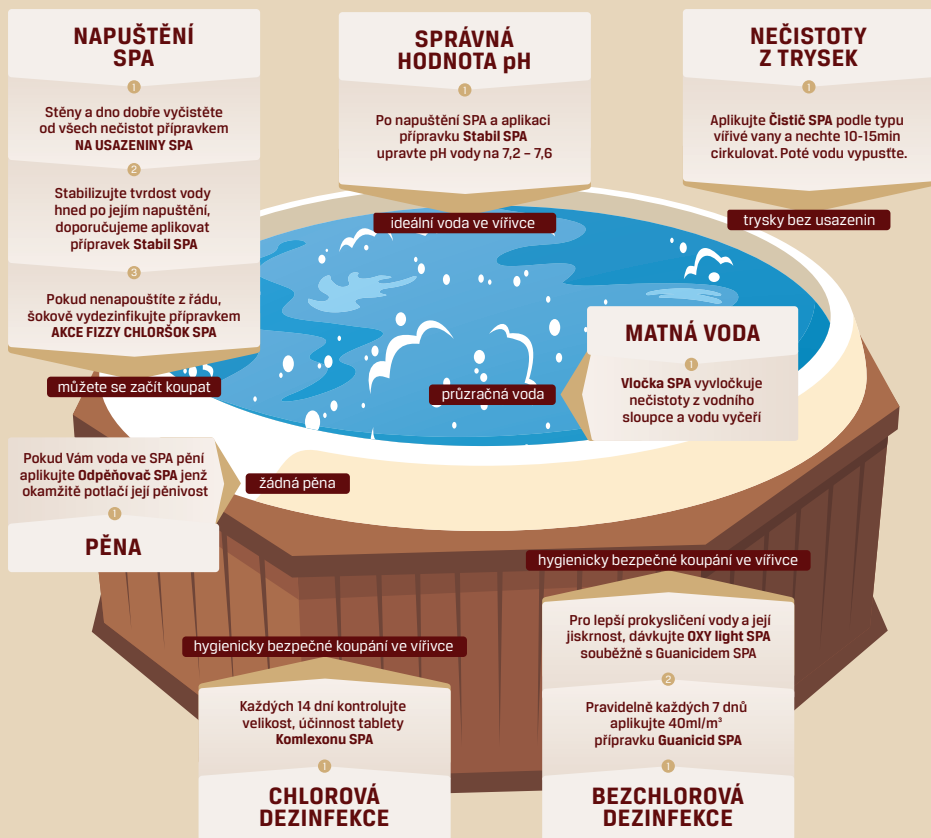 NAPUŠTĚNÍ
SPA
1
Stěny a dno dobře vyčistěte
od všech nečistot přípravkem
NA USAZENINY SPA
2
Stabilizujte tvrdost vody
hned po jejím napuštění,
doporučujeme aplikovat
přípravek Stabil SPA
3
Pokud nenapouštíte z řádu,
šokově vydezinfikujte přípravkem
AKCE FIZZY CHLORŠOK SPA
můžete se začít koupat
SPRÁVNÁ
HODNOTA pH
1
Po napuštění SPA a aplikaci
přípravku Stabil SPA
upravte pH vody na 7,2 – 7,6
ideální voda ve vířivce
NEČISTOTY
Z TRYSEK
1
Aplikujte Čistič SPA podle typu
vířivé vany a nechte 10-15min
cirkulovat. Poté vodu vypusťte.
trysky bez usazenin
MATNÁ VODA
1
Vločka SPA vyvločkuje
nečistoty z vodního
sloupce a vodu vyčeří
průzračná voda
Pokud Vám voda ve SPA pění
aplikujte Odpěňovač SPA jenž
okamžitě potlačí její pěnivost
1
PĚNA
žádná pěna
hygienicky bezpečné koupání ve vířivce
Každých 14 dní kontrolujte
velikost, účinnost tablety
Komlexonu SPA
1
CHLOROVÁ
DEZINFEKCE
hygienicky bezpečné koupání ve vířivce
Pro lepší prokysličení vody a její
jiskrnost, dávkujte OXY light SPA
souběžně s Guanicidem SPA
2
Pravidelně každých 7 dnů
aplikujte 40ml/m³
přípravku Guanicid SPA
1
BEZCHLOROVÁ
DEZINFEKCE